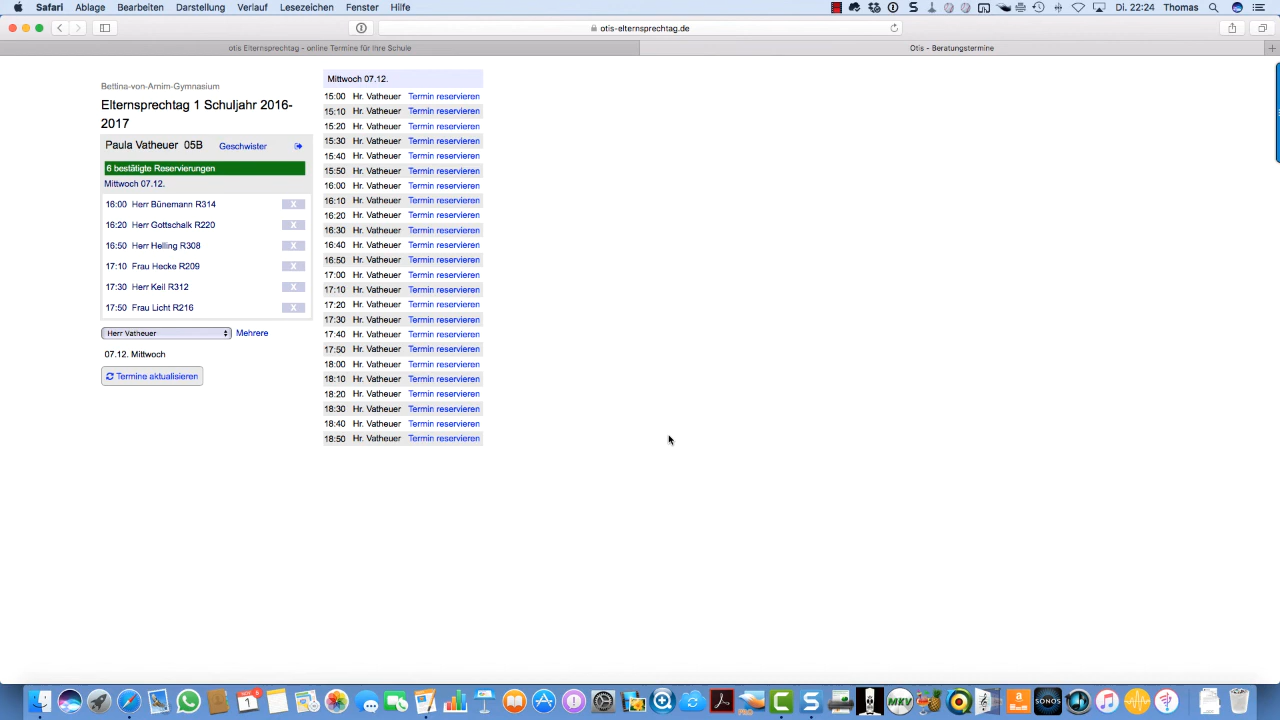 Safari Ablage Bearbeiten Darstellung Verlauf Lesezeichen Fenster Hilfe Di. 22:24 Thomas
otis-elternsprechtag.de
otis Elternsprechtag - online Termine für Ihre Schule
Otis - Beratungstermine
Bettina-von-Arnim-Gymnasium
Elternsprechtag 1 Schuljahr 2016-
2017
Paula Vatheuer 05B Geschwister
6 bestätigte Reservierungen
Mittwoch 07.12.
16:00 Herr Bünemann R314 X
16:20 Herr Gottschalk R220 X
16:50 Herr Helling R308 X
17:10 Frau Hecke R209 X
17:30 Herr Keil R312 X
17:50 Frau Licht R216 X
Herr Vatheuer Mehrere
07.12. Mittwoch
Termine aktualisieren
Mittwoch 07.12.
15:00 Hr. Vatheuer Termin reservieren
15:10 Hr. Vatheuer Termin reservieren
15:20 Hr. Vatheuer Termin reservieren
15:30 Hr. Vatheuer Termin reservieren
15:40 Hr. Vatheuer Termin reservieren
15:50 Hr. Vatheuer Termin reservieren
16:00 Hr. Vatheuer Termin reservieren
16:10 Hr. Vatheuer Termin reservieren
16:20 Hr. Vatheuer Termin reservieren
16:30 Hr. Vatheuer Termin reservieren
16:40 Hr. Vatheuer Termin reservieren
16:50 Hr. Vatheuer Termin reservieren
17:00 Hr. Vatheuer Termin reservieren
17:10 Hr. Vatheuer Termin reservieren
17:20 Hr. Vatheuer Termin reservieren
17:30 Hr. Vatheuer Termin reservieren
17:40 Hr. Vatheuer Termin reservieren
17:50 Hr. Vatheuer Termin reservieren
18:00 Hr. Vatheuer Termin reservieren
18:10 Hr. Vatheuer Termin reservieren
18:20 Hr. Vatheuer Termin reservieren
18:30 Hr. Vatheuer Termin reservieren
18:40 Hr. Vatheuer Termin reservieren
18:50 Hr. Vatheuer Termin reservieren
MKV
SONOS